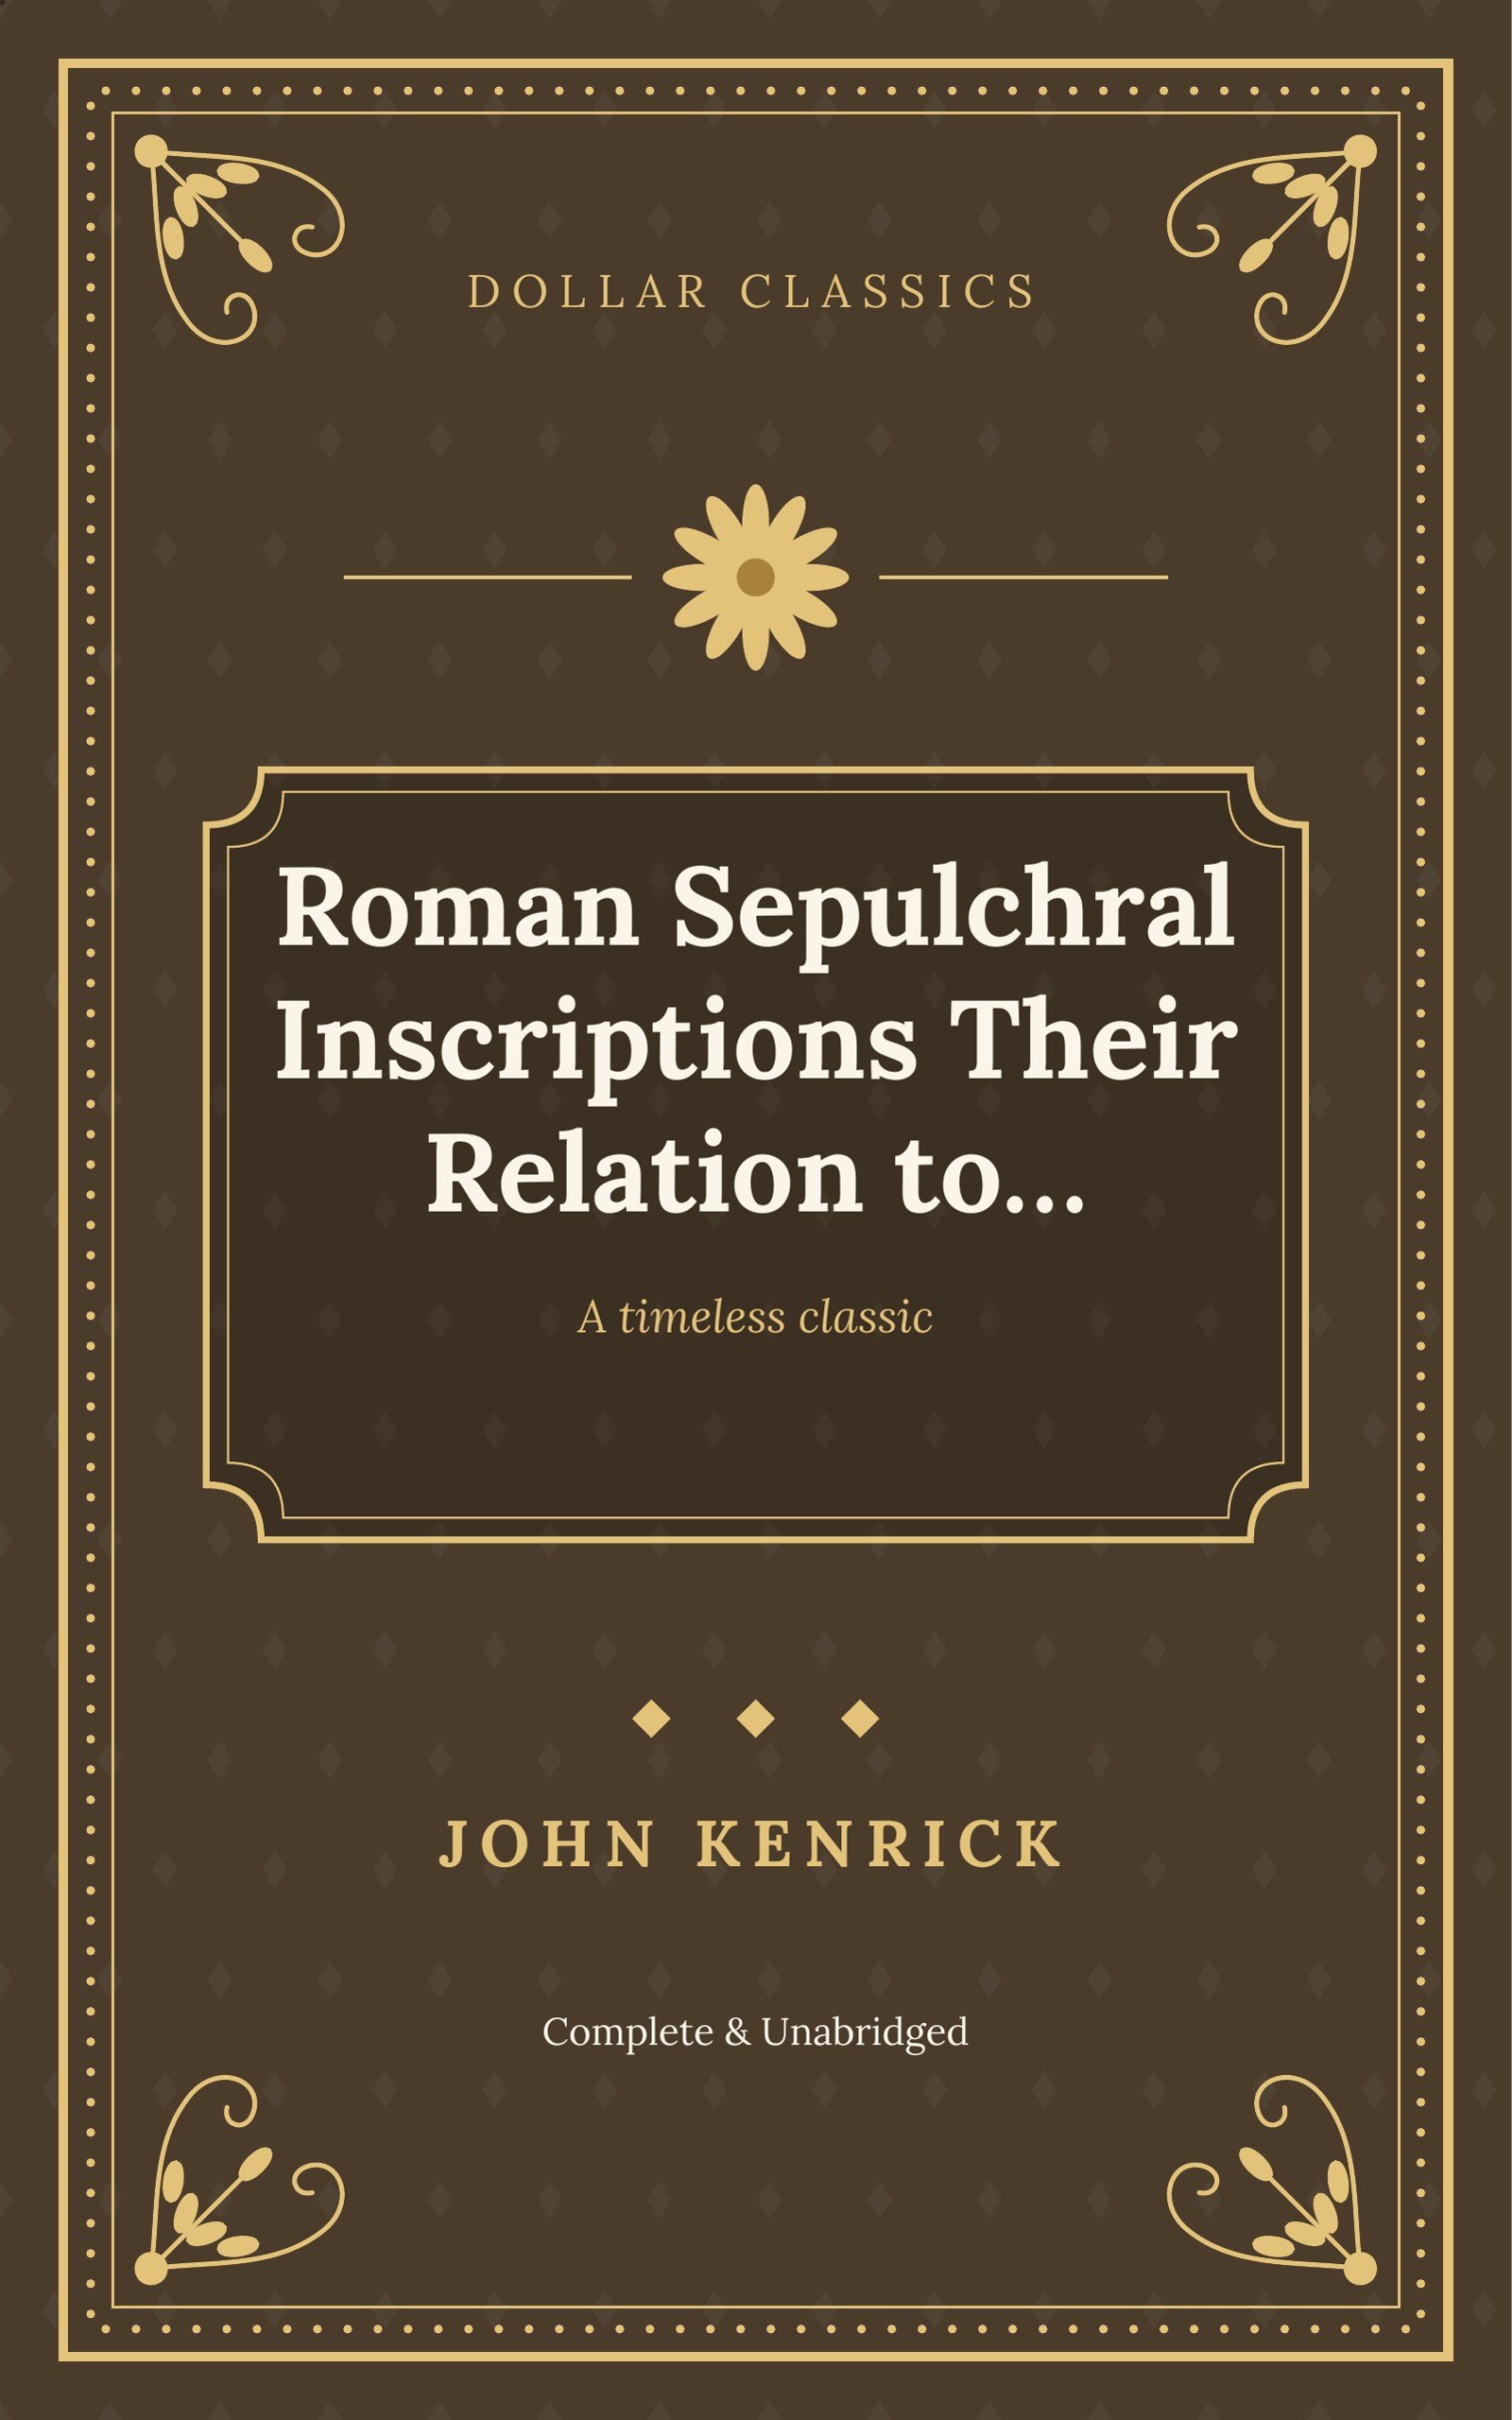 DOLLAR CLASSICS
Roman Sepulchral
Inscriptions Their
Relation to...
A timeless classic
JOHN KENRICK
Complete & Unabridged